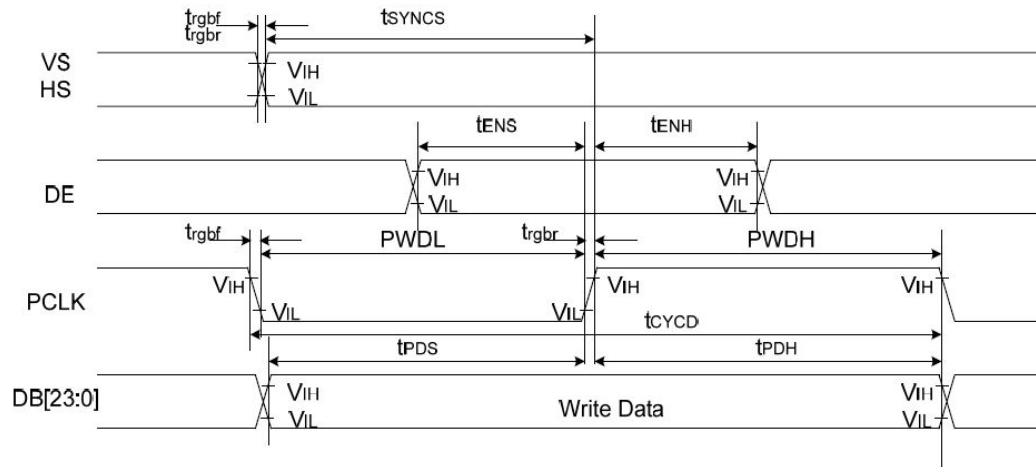 trgbf
trgbr
tSYNCS
VS
HS
VIH
VIL
tENS
tENH
DE
VIH
VIL
VIH
VIL
trgbf
PWDL
trgbr
PWDH
PCLK
VIH
VIL
VIL
VIH
VIH
tCYCD
tPDS
tPDH
DB[23:0]
VIH
VIL
Write Data
VIH
VIL